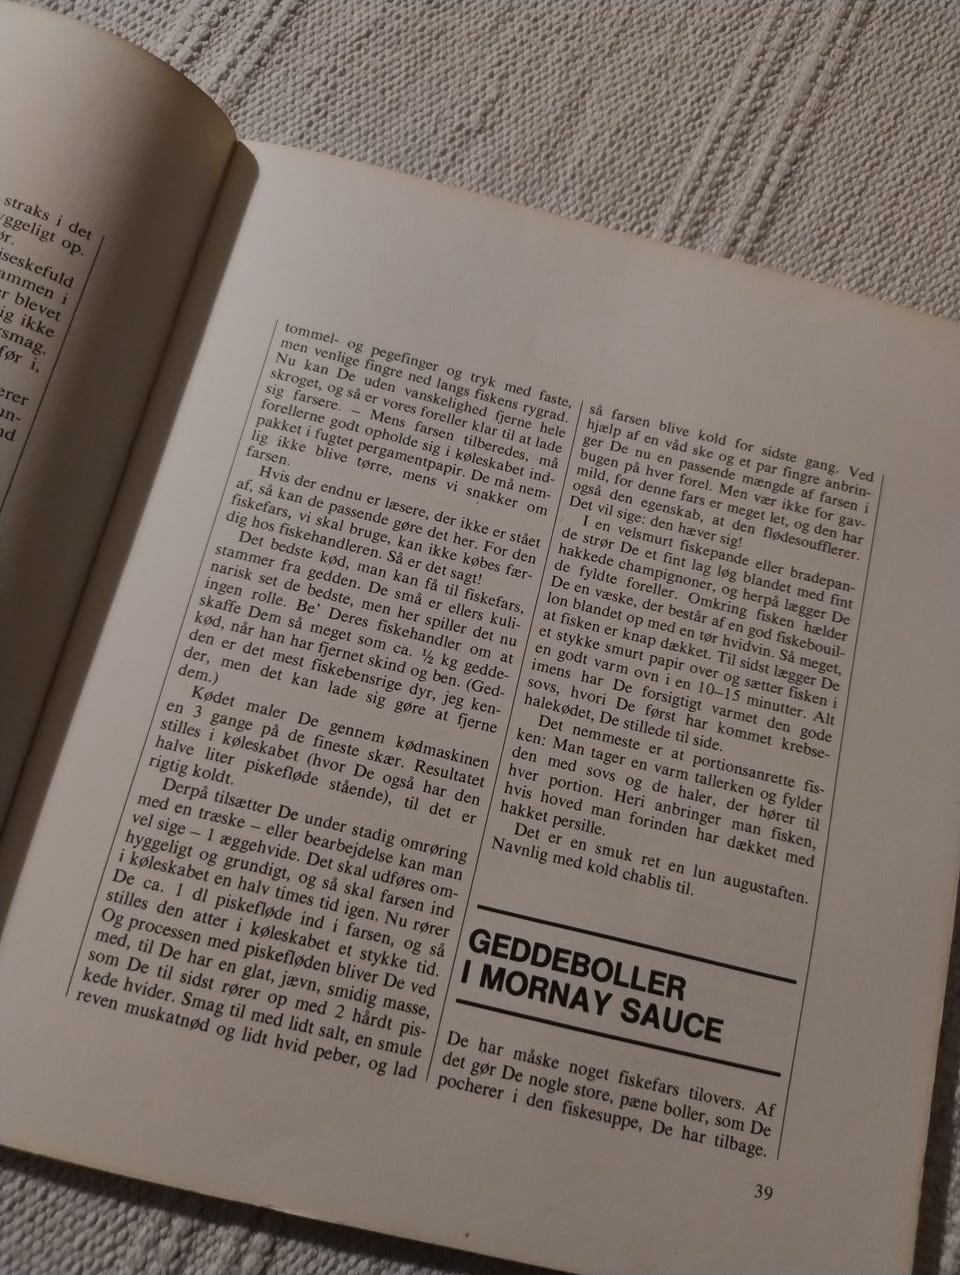 straks i det
yggeligt op.
ør.
iseskefuld
ammen i
er blevet
ig ikke
smag.
før i,
erer
un-
nd
tommel- og pegefinger og tryk med faste,
men venlige fingre ned langs fiskens rygrad.
Nu kan De uden vanskelighed fjerne hele
skroget, og så er vores foreller klar til at lade
sig farsere. – Mens farsen tilberedes, må
forellerne godt opholde sig i køleskabet ind-
pakket i fugtet pergamentpapir. De må nem-
lig ikke blive tørre, mens vi snakker om
farsen.
Hvis der endnu er læsere, der ikke er stået
af, så kan de passende gøre det her. For den
fiskefars, vi skal bruge, kan ikke købes fær-
dig hos fiskehandleren. Så er det sagt!
Det bedste kød, man kan få til fiskefars,
stammer fra gedden. De små er ellers kuli-
narisk set de bedste, men her spiller det nu
ingen rolle. Be' Deres fiskehandler om at
skaffe Dem så meget som ca. ½ kg gedde-
kød, når han har fjernet skind og ben. (Ged-
den er det mest fiskebensrige dyr, jeg ken-
der, men det kan lade sig gøre at fjerne
dem.)
Kødet maler De gennem kødmaskinen
en 3 gange på de fineste skær. Resultatet
stilles i køleskabet (hvor De også har den
halve liter piskefløde stående), til det er
rigtig koldt.
Derpå tilsætter De under stadig omrøring
med en træske – eller bearbejdelse kan man
vel sige – 1 æggehvide. Det skal udføres om-
hyggeligt og grundigt, og så skal farsen ind
i køleskabet en halv times tid igen. Nu rører
De ca. 1 dl piskefløde ind i farsen, og så
stilles den atter i køleskabet et stykke tid.
Og processen med piskefløden bliver De ved
med, til De har en glat, jævn, smidig masse,
som De til sidst rører op med 2 hårdt pis-
kede hvider. Smag til med lidt salt, en smule
reven muskatnød og lidt hvid peber, og lad
så farsen blive kold for sidste gang. Ved
hjælp af en våd ske og et par fingre anbrin-
ger De nu en passende mængde af farsen i
bugen på hver forel. Men vær ikke for gav-
mild, for denne fars er meget let, og den har
også den egenskab, at den flødesoufflerer.
Det vil sige: den hæver sig!
I en velsmurt fiskepande eller bradepan-
de strør De et fint lag løg blandet med fint
hakkede champignoner, og herpå lægger De
de fyldte foreller. Omkring fisken hælder
De en væske, der består af en god fiskebouil-
lon blandet op med en tør hvidvin. Så meget,
at fisken er knap dækket. Til sidst lægger De
et stykke smurt papir over og sætter fisken i
en godt varm ovn i en 10–15 minutter. Alt
imens har De forsigtigt varmet den gode
sovs, hvori De først har kommet krebse-
halekødet, De stillede til side.
Det nemmeste er at portionsanrette fis-
ken: Man tager en varm tallerken og fylder
den med sovs og de haler, der hører til
hver portion. Heri anbringer man fisken,
hvis hoved man forinden har dækket med
hakket persille.
Det er en smuk ret en lun augustaften.
Navnlig med kold chablis til.
GEDDEBOLLER
I MORNAY SAUCE
De har måske noget fiskefars tilovers. Af
det gør De nogle store, pæne boller, som De
pocherer i den fiskesuppe, De har tilbage.
39